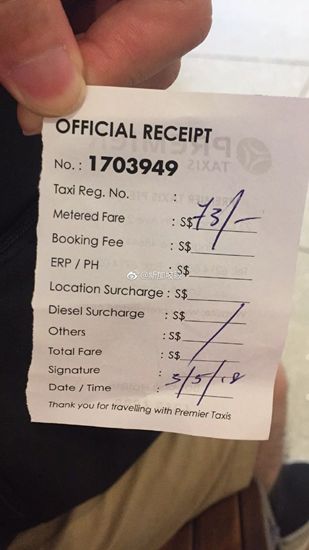 OFFICIAL RECEIPT
No. : 1703949
Taxi Reg. No. :
Metered Fare : S$ 73/-
Booking Fee : S$
ERP / PH : S$
Location Surcharge : S$
Diesel Surcharge : S$
Others : S$
Total Fare : S$
Signature :
Date / Time : 3/5/18
Thank you for travelling with Premier Taxis